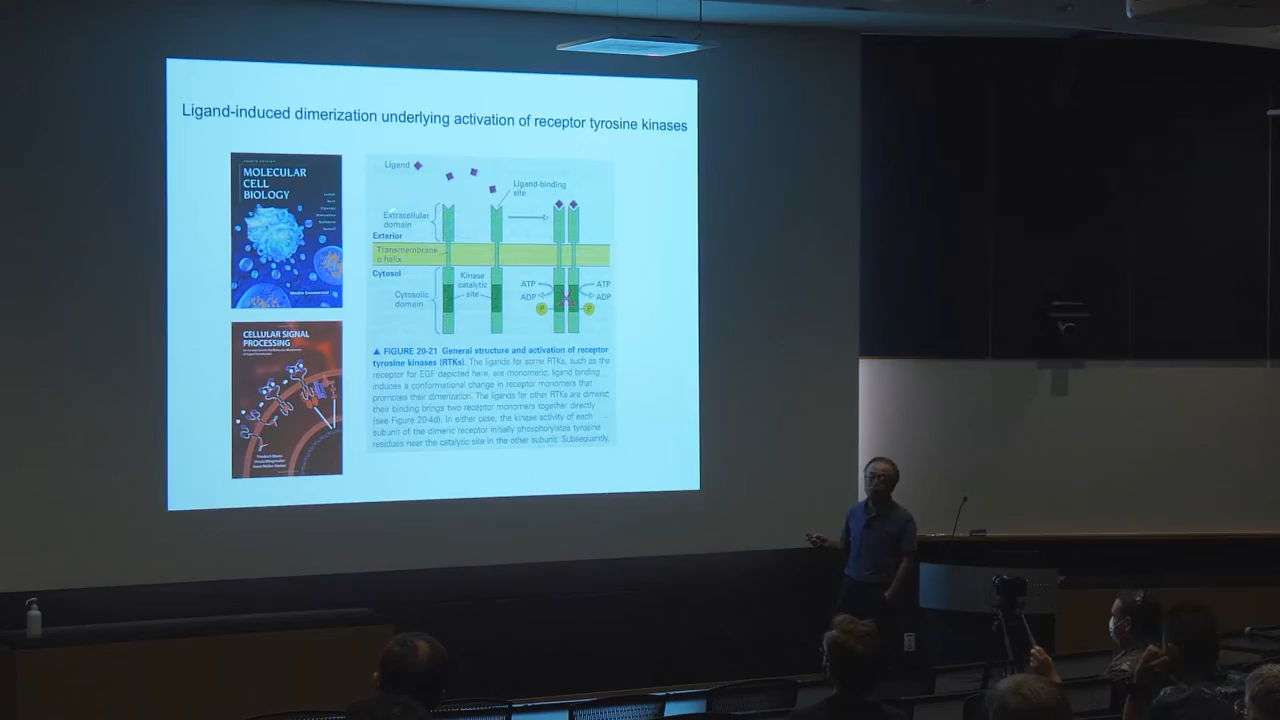 Ligand-induced dimerization underlying activation of receptor tyrosine kinases
MOLECULAR
CELL
BIOLOGY
CELLULAR SIGNAL
PROCESSING
Ligand
Ligand-binding
site
Extracellular
domain
Exterior
Transmembrane
α helix
Cytosol
Kinase
catalytic
site
Cytosolic
domain
ATP
ADP
ATP
ADP
P
P
▲ FIGURE 20-21 General structure and activation of receptor
tyrosine kinases (RTKs). The ligands for some RTKs, such as the
receptor for EGF depicted here, are monomeric; ligand binding
induces a conformational change in receptor monomers that
promotes their dimerization. The ligands for other RTKs are dimeric;
their binding brings two receptor monomers together directly
(see Figure 20-4d). In either case, the kinase activity of each
subunit of the dimeric receptor initially phosphorylates tyrosine
residues near the catalytic site in the other subunit. Subsequently,